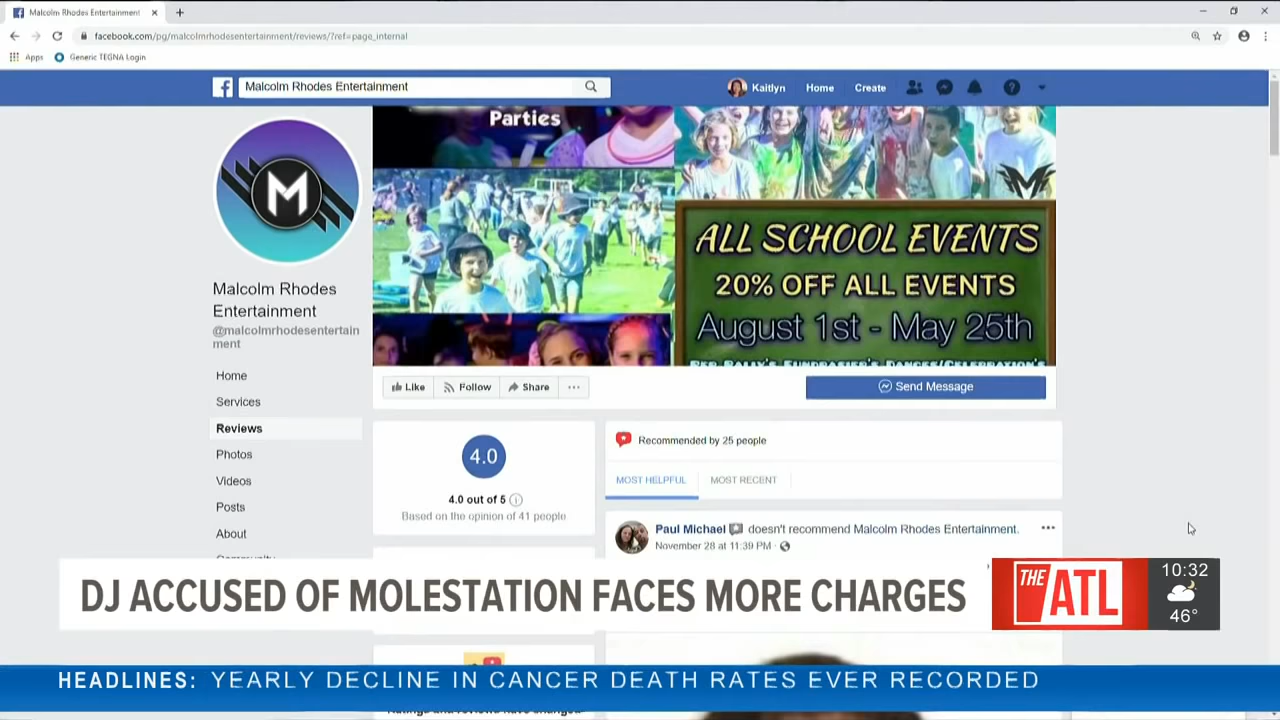 Malcolm Rhodes Entertainment
facebook.com/pg/malcolmrhodesentertainment/reviews/?ref=page_internal
Apps
Generic TEGNA Login
Malcolm Rhodes Entertainment
Kaitlyn
Home
Create
Parties
M
ALL SCHOOL EVENTS
20% OFF ALL EVENTS
August 1st - May 25th
Malcolm Rhodes
Entertainment
@malcolmrhodesentertain
ment
Home
Services
Reviews
Photos
Videos
Posts
About
Like
Follow
Share
Send Message
4.0
4.0 out of 5
Based on the opinion of 41 people
Recommended by 25 people
MOST HELPFUL
MOST RECENT
Paul Michael doesn't recommend Malcolm Rhodes Entertainment.
November 28 at 11:39 PM
DJ ACCUSED OF MOLESTATION FACES MORE CHARGES
THE ATL
10:32
46°
HEADLINES: YEARLY DECLINE IN CANCER DEATH RATES EVER RECORDED